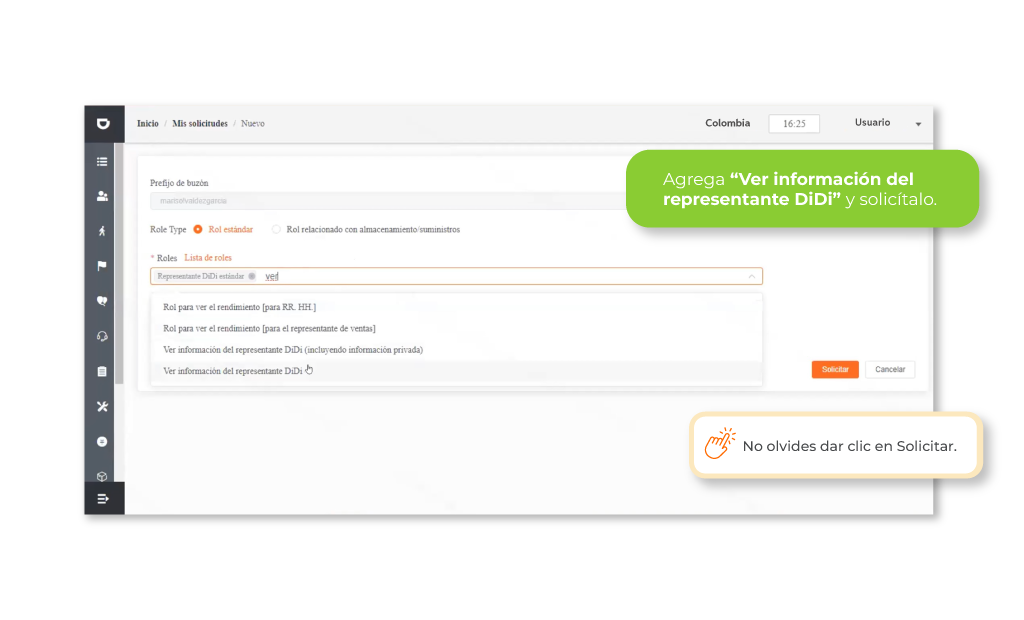 Inicio / Mis solicitudes / Nuevo
Colombia
16:25
Usuario
Agrega “Ver información del
representante DiDi” y solicítalo.
Prefijo de buzón
Role Type Rol estándar Rol relacionado con almacenamiento/suministros
* Roles Lista de roles
Representante DiDi estándar
Rol para ver el rendimiento [para RR. HH.]
Rol para ver el rendimiento [para el representante de ventas]
Ver información del representante DiDi (incluyendo información privada)
Ver información del representante DiDi
Solicitar
Cancelar
No olvides dar clic en Solicitar.